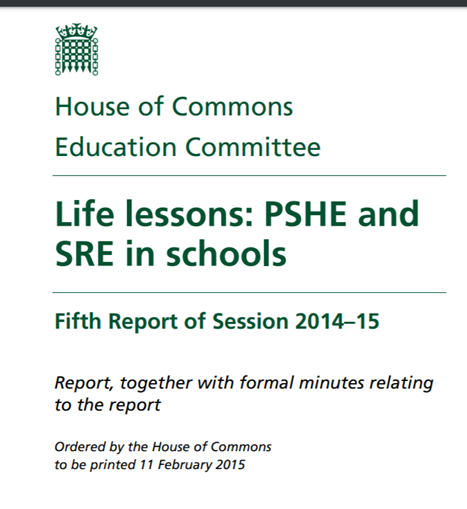 House of Commons
Education Committee
Life lessons: PSHE and
SRE in schools
Fifth Report of Session 2014–15
Report, together with formal minutes relating
to the report
Ordered by the House of Commons
to be printed 11 February 2015